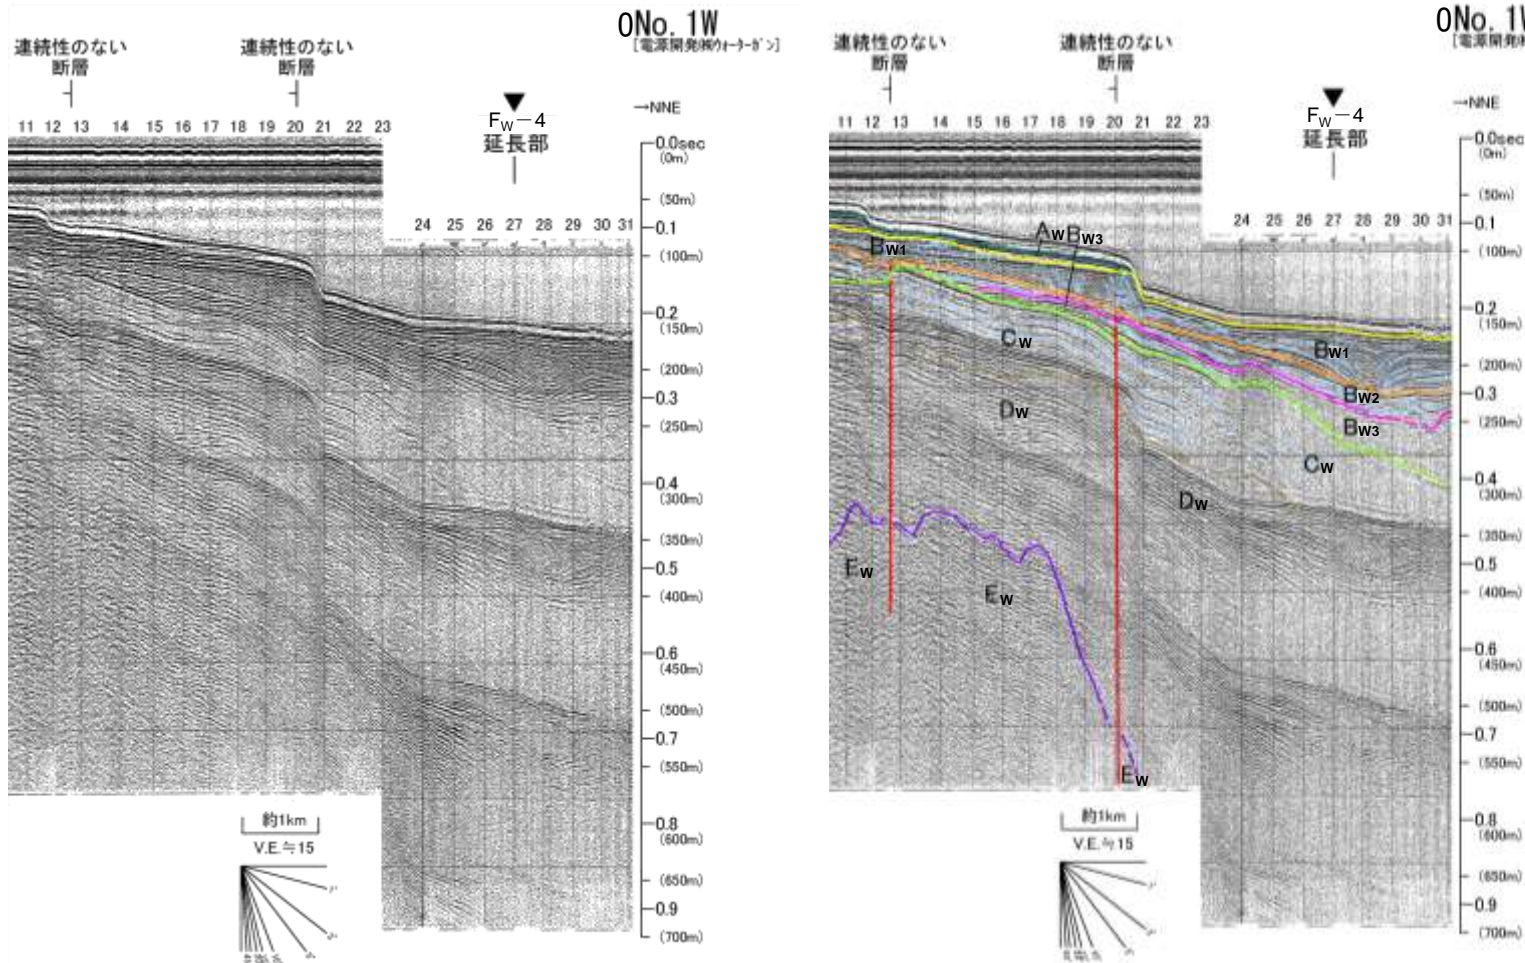 0No. 1W
[電源開発㈱ウォーターガン]
連続性のない
断層
連続性のない
断層
→NNE
F_W-4
延長部
11 12 13 14 15 16 17 18 19 20 21 22 23
24 25 26 27 28 29 30 31
0.0sec
(0m)
(50m)
0.1
(100m)
0.2
(150m)
(200m)
0.3
(250m)
0.4
(300m)
(350m)
0.5
(400m)
0.6
(450m)
(500m)
0.7
(550m)
0.8
(600m)
(650m)
0.9
(700m)
約1km
V.E.≒15
0No. 1W
[電源開発㈱
連続性のない
断層
連続性のない
断層
→NNE
F_W-4
延長部
11 12 13 14 15 16 17 18 19 20 21 22 23
24 25 26 27 28 29 30 31
0.0sec
(0m)
(50m)
0.1
(100m)
0.2
(150m)
(200m)
0.3
(250m)
0.4
(300m)
(350m)
0.5
(400m)
0.6
(450m)
(500m)
0.7
(550m)
0.8
(600m)
(650m)
0.9
(700m)
AW BW3
BW1
CW
BW1
BW2
DW
BW3
CW
DW
EW
EW
EW
約1km
V.E.≒15